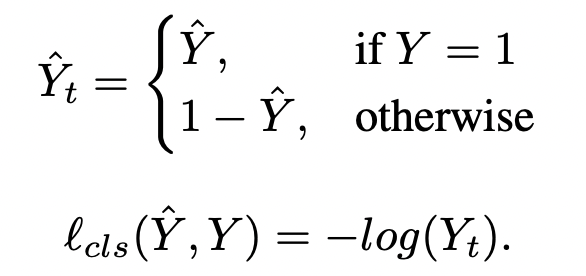 Ŷ_t = { Ŷ, if Y = 1
1 − Ŷ, otherwise
ℓ_cls(Ŷ, Y) = −log(Y_t).